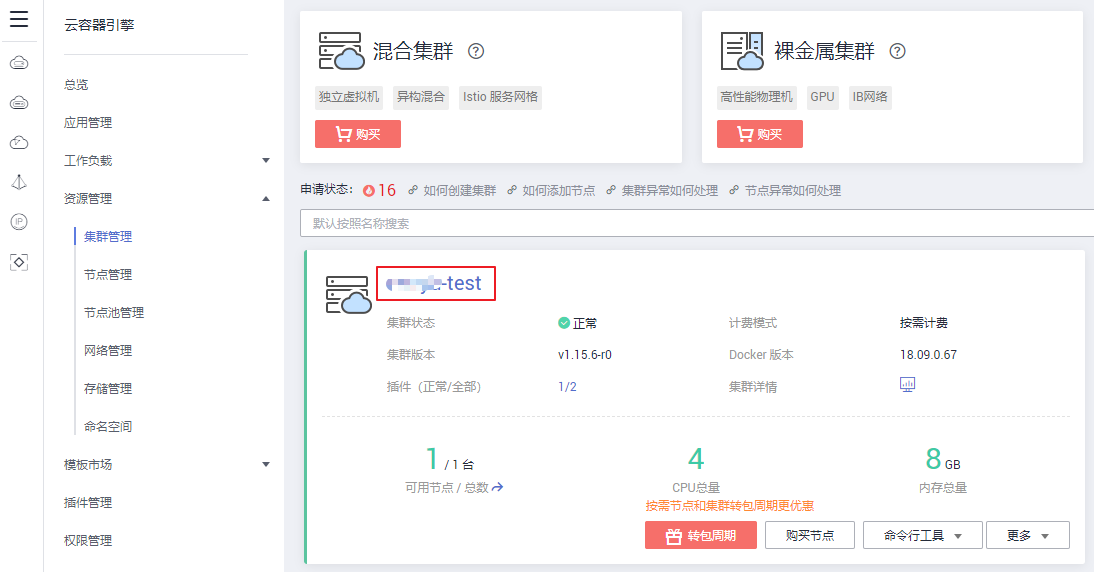 云容器引擎
总览
应用管理
工作负载
资源管理
集群管理
节点管理
节点池管理
网络管理
存储管理
命名空间
模板市场
插件管理
权限管理
IP
混合集群 ?
独立虚拟机 异构混合 Istio 服务网格
购买
裸金属集群 ?
高性能物理机 GPU IB网络
购买
申请状态： 16 如何创建集群 如何添加节点 集群异常如何处理 节点异常如何处理
默认按照名称搜索
-test
集群状态 正常 计费模式 按需计费
集群版本 v1.15.6-r0 Docker 版本 18.09.0.67
插件（正常/全部） 1/2 集群详情
1 / 1 台 4 8 GB
可用节点 / 总数 CPU总量 内存总量
按需节点和集群转包周期更优惠
转包周期 购买节点 命令行工具 更多